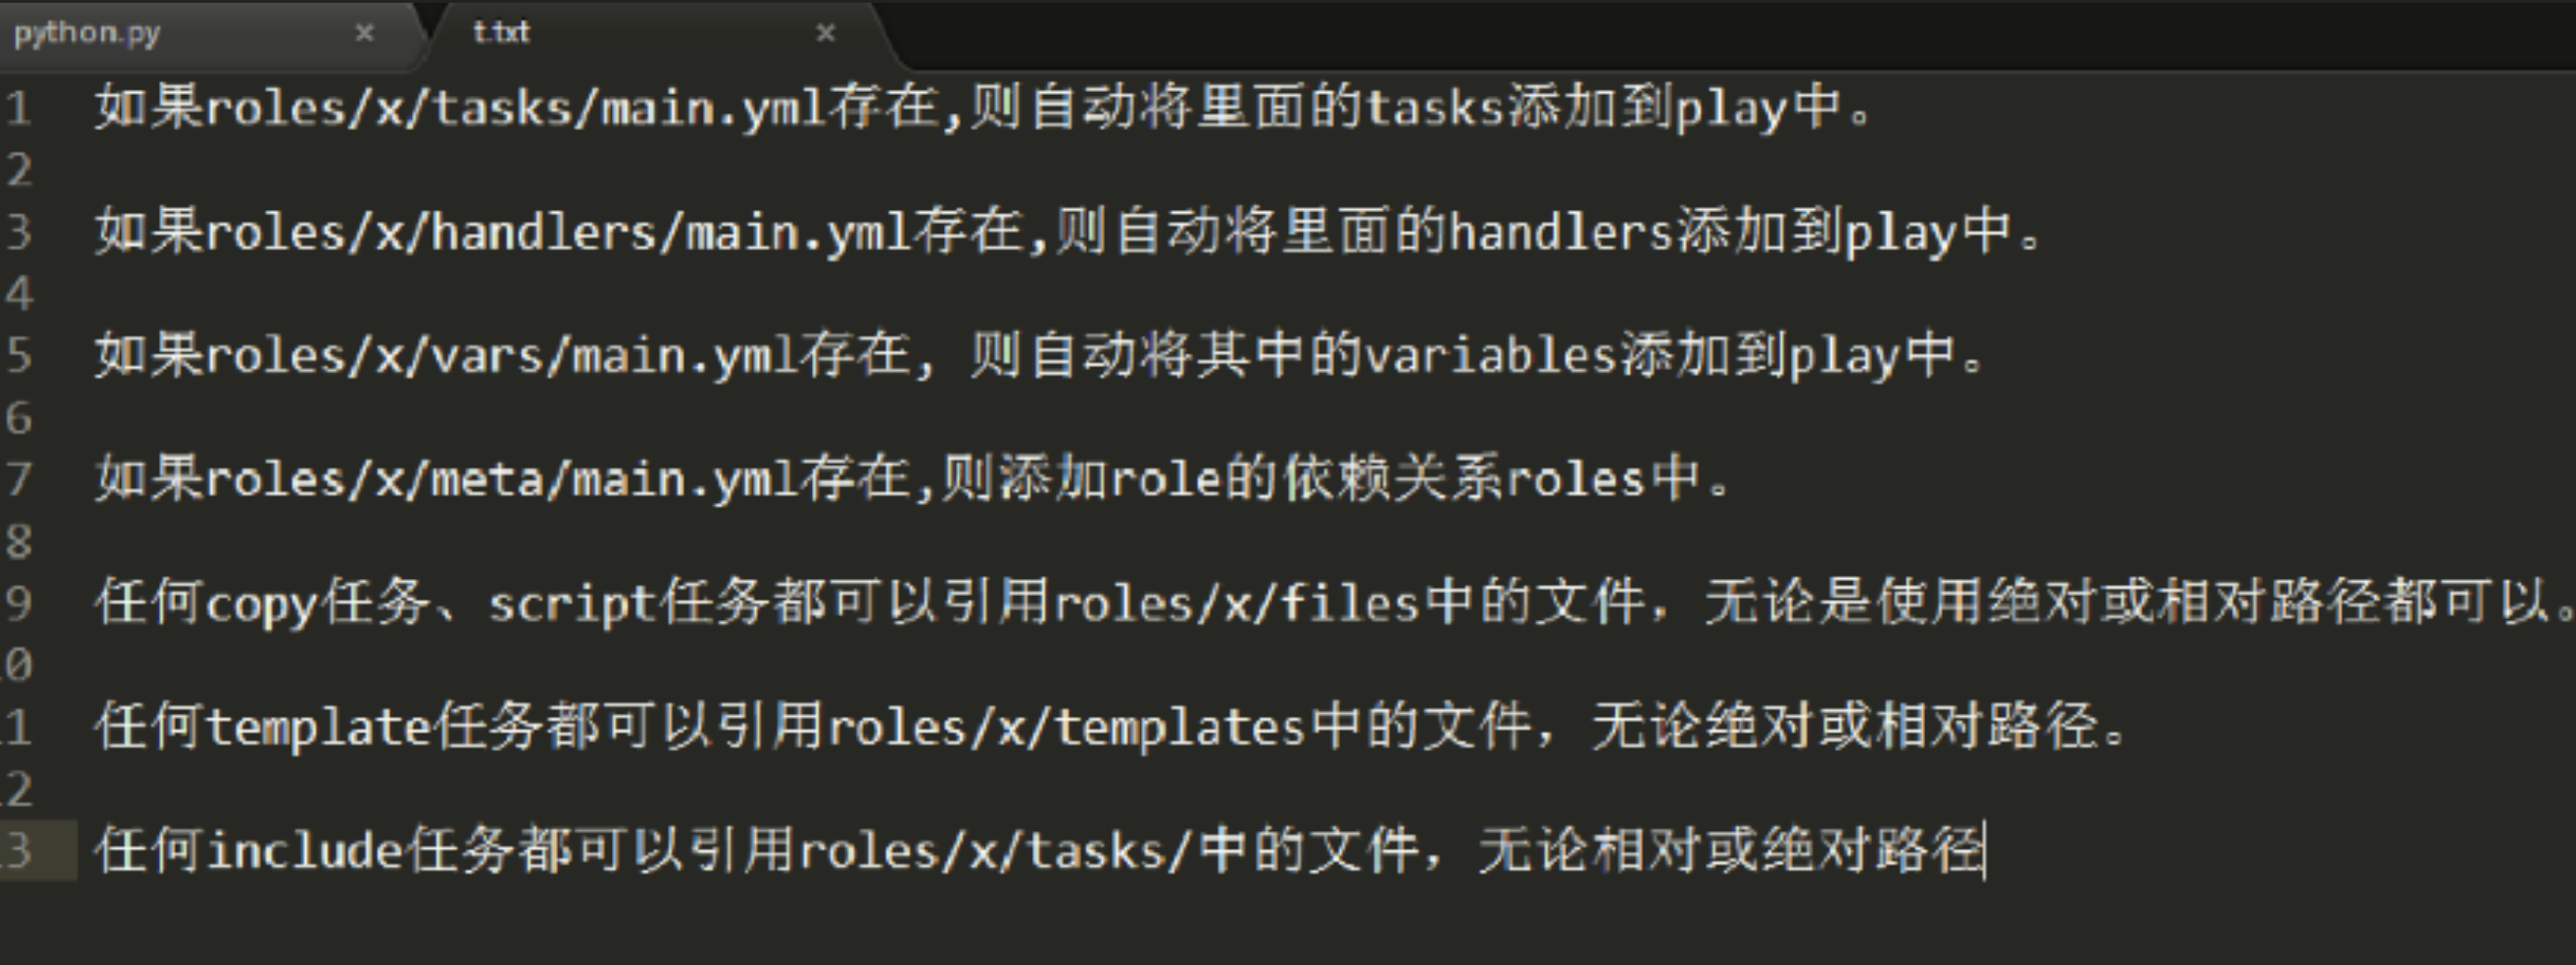 python.py × t.txt ×
1 如果roles/x/tasks/main.yml存在,则自动将里面的tasks添加到play中。
2
3 如果roles/x/handlers/main.yml存在,则自动将里面的handlers添加到play中。
4
5 如果roles/x/vars/main.yml存在, 则自动将其中的variables添加到play中。
6
7 如果roles/x/meta/main.yml存在,则添加role的依赖关系roles中。
8
9 任何copy任务、script任务都可以引用roles/x/files中的文件，无论是使用绝对或相对路径都可以。
10
11 任何template任务都可以引用roles/x/templates中的文件，无论绝对或相对路径。
12
13 任何include任务都可以引用roles/x/tasks/中的文件，无论相对或绝对路径